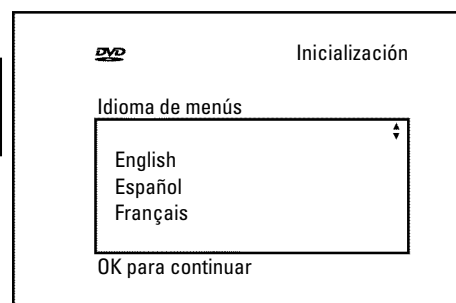 DVD
Inicialización
Idioma de menús
English
Español
Français
OK para continuar